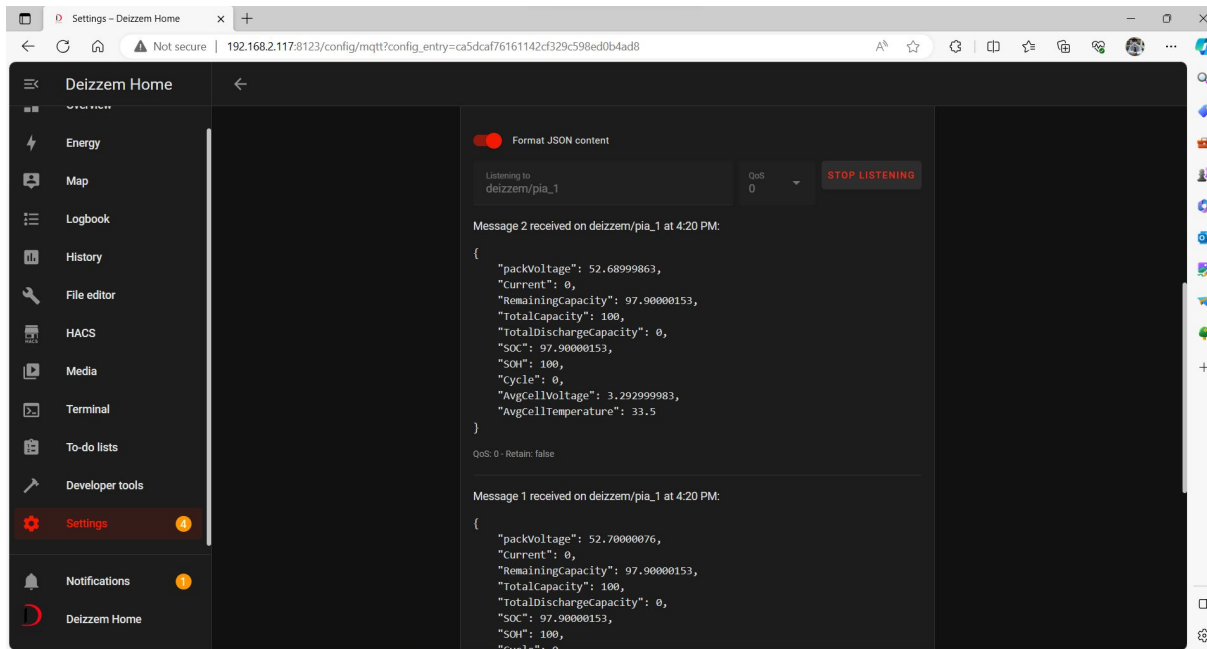 Settings – Deizzem Home
Not secure
192.168.2.117:8123/config/mqtt?config_entry=ca5dcaf76161142cf329c598ed0b4ad8
Deizzem Home
Overview
Energy
Map
Logbook
History
File editor
HACS
HACS
Media
Terminal
To-do lists
Developer tools
Settings 4
Notifications 1
D Deizzem Home
Format JSON content
Listening to
deizzem/pia_1
QoS
0
STOP LISTENING
Message 2 received on deizzem/pia_1 at 4:20 PM:
{
"packVoltage": 52.68999863,
"Current": 0,
"RemainingCapacity": 97.90000153,
"TotalCapacity": 100,
"TotalDischargeCapacity": 0,
"SOC": 97.90000153,
"SOH": 100,
"Cycle": 0,
"AvgCellVoltage": 3.292999983,
"AvgCellTemperature": 33.5
}
QoS: 0 - Retain: false
Message 1 received on deizzem/pia_1 at 4:20 PM:
{
"packVoltage": 52.70000076,
"Current": 0,
"RemainingCapacity": 97.90000153,
"TotalCapacity": 100,
"TotalDischargeCapacity": 0,
"SOC": 97.90000153,
"SOH": 100,
"Cycle": 0,